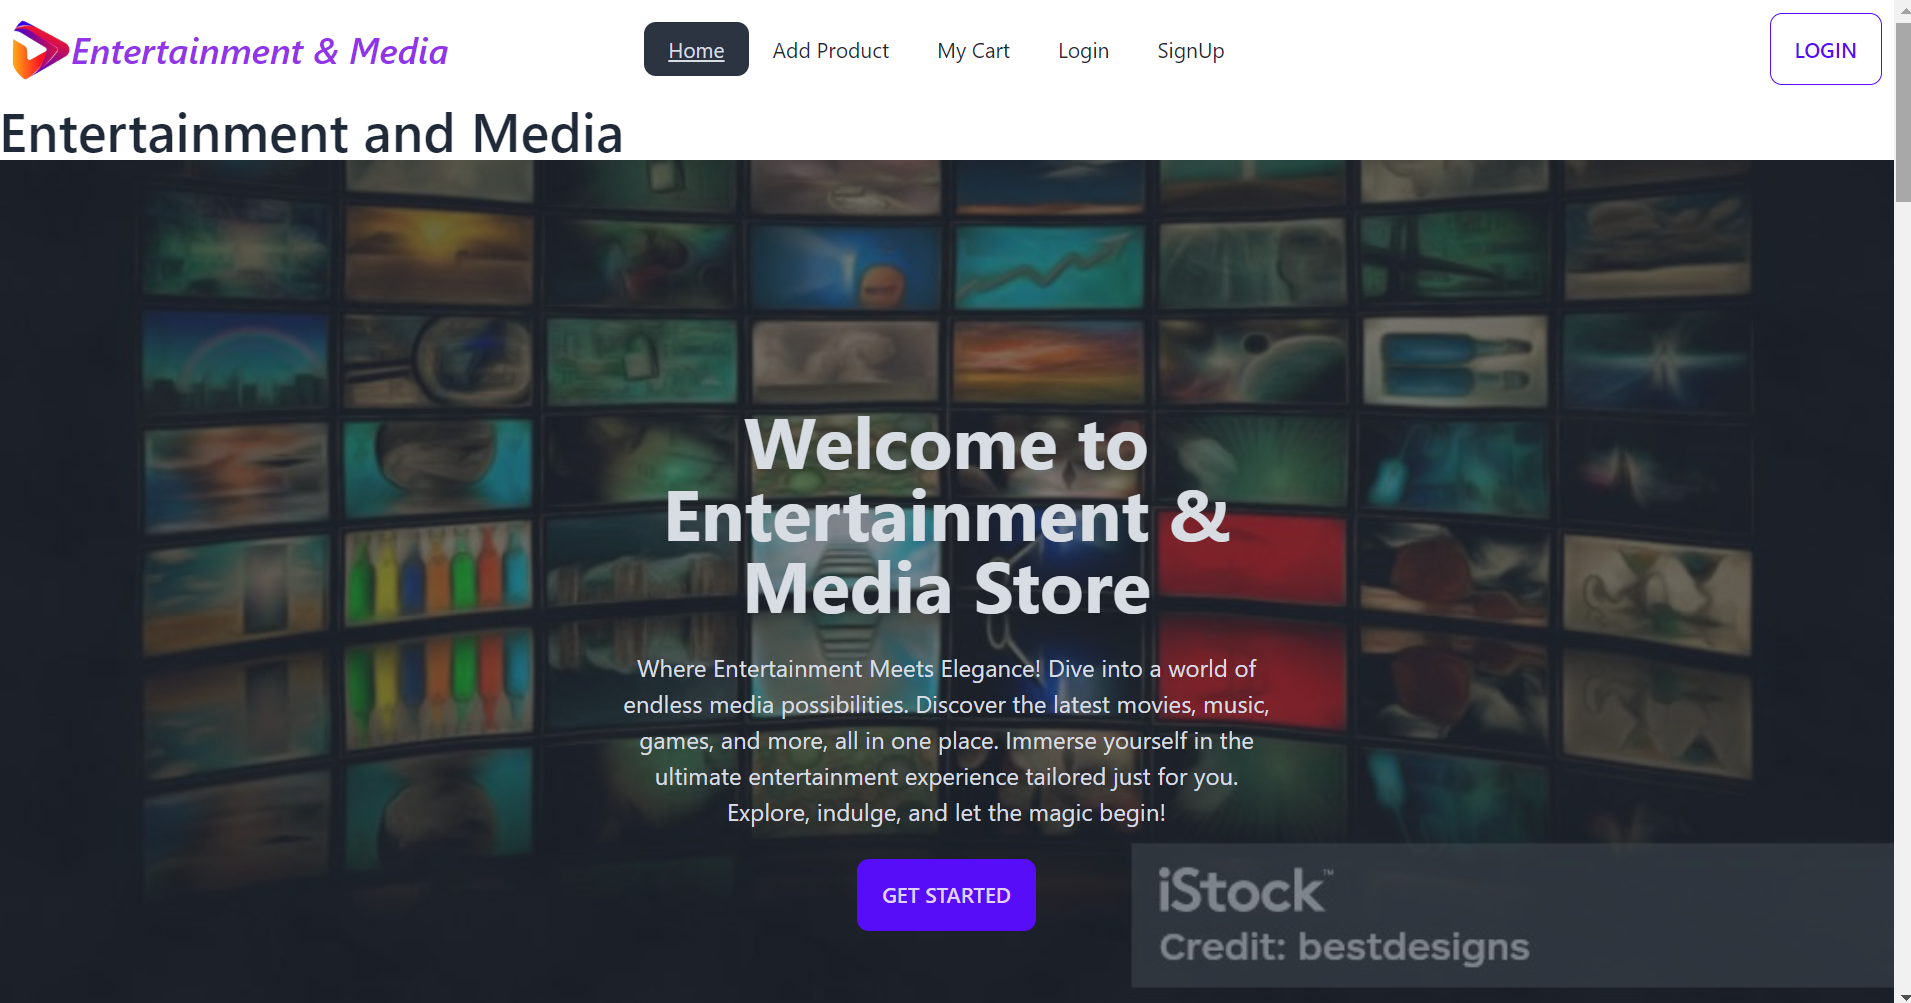 Entertainment & Media
Home
Add Product
My Cart
Login
SignUp
LOGIN
Entertainment and Media
Welcome to
Entertainment &
Media Store
Where Entertainment Meets Elegance! Dive into a world of
endless media possibilities. Discover the latest movies, music,
games, and more, all in one place. Immerse yourself in the
ultimate entertainment experience tailored just for you.
Explore, indulge, and let the magic begin!
GET STARTED
iStock™
Credit: bestdesigns